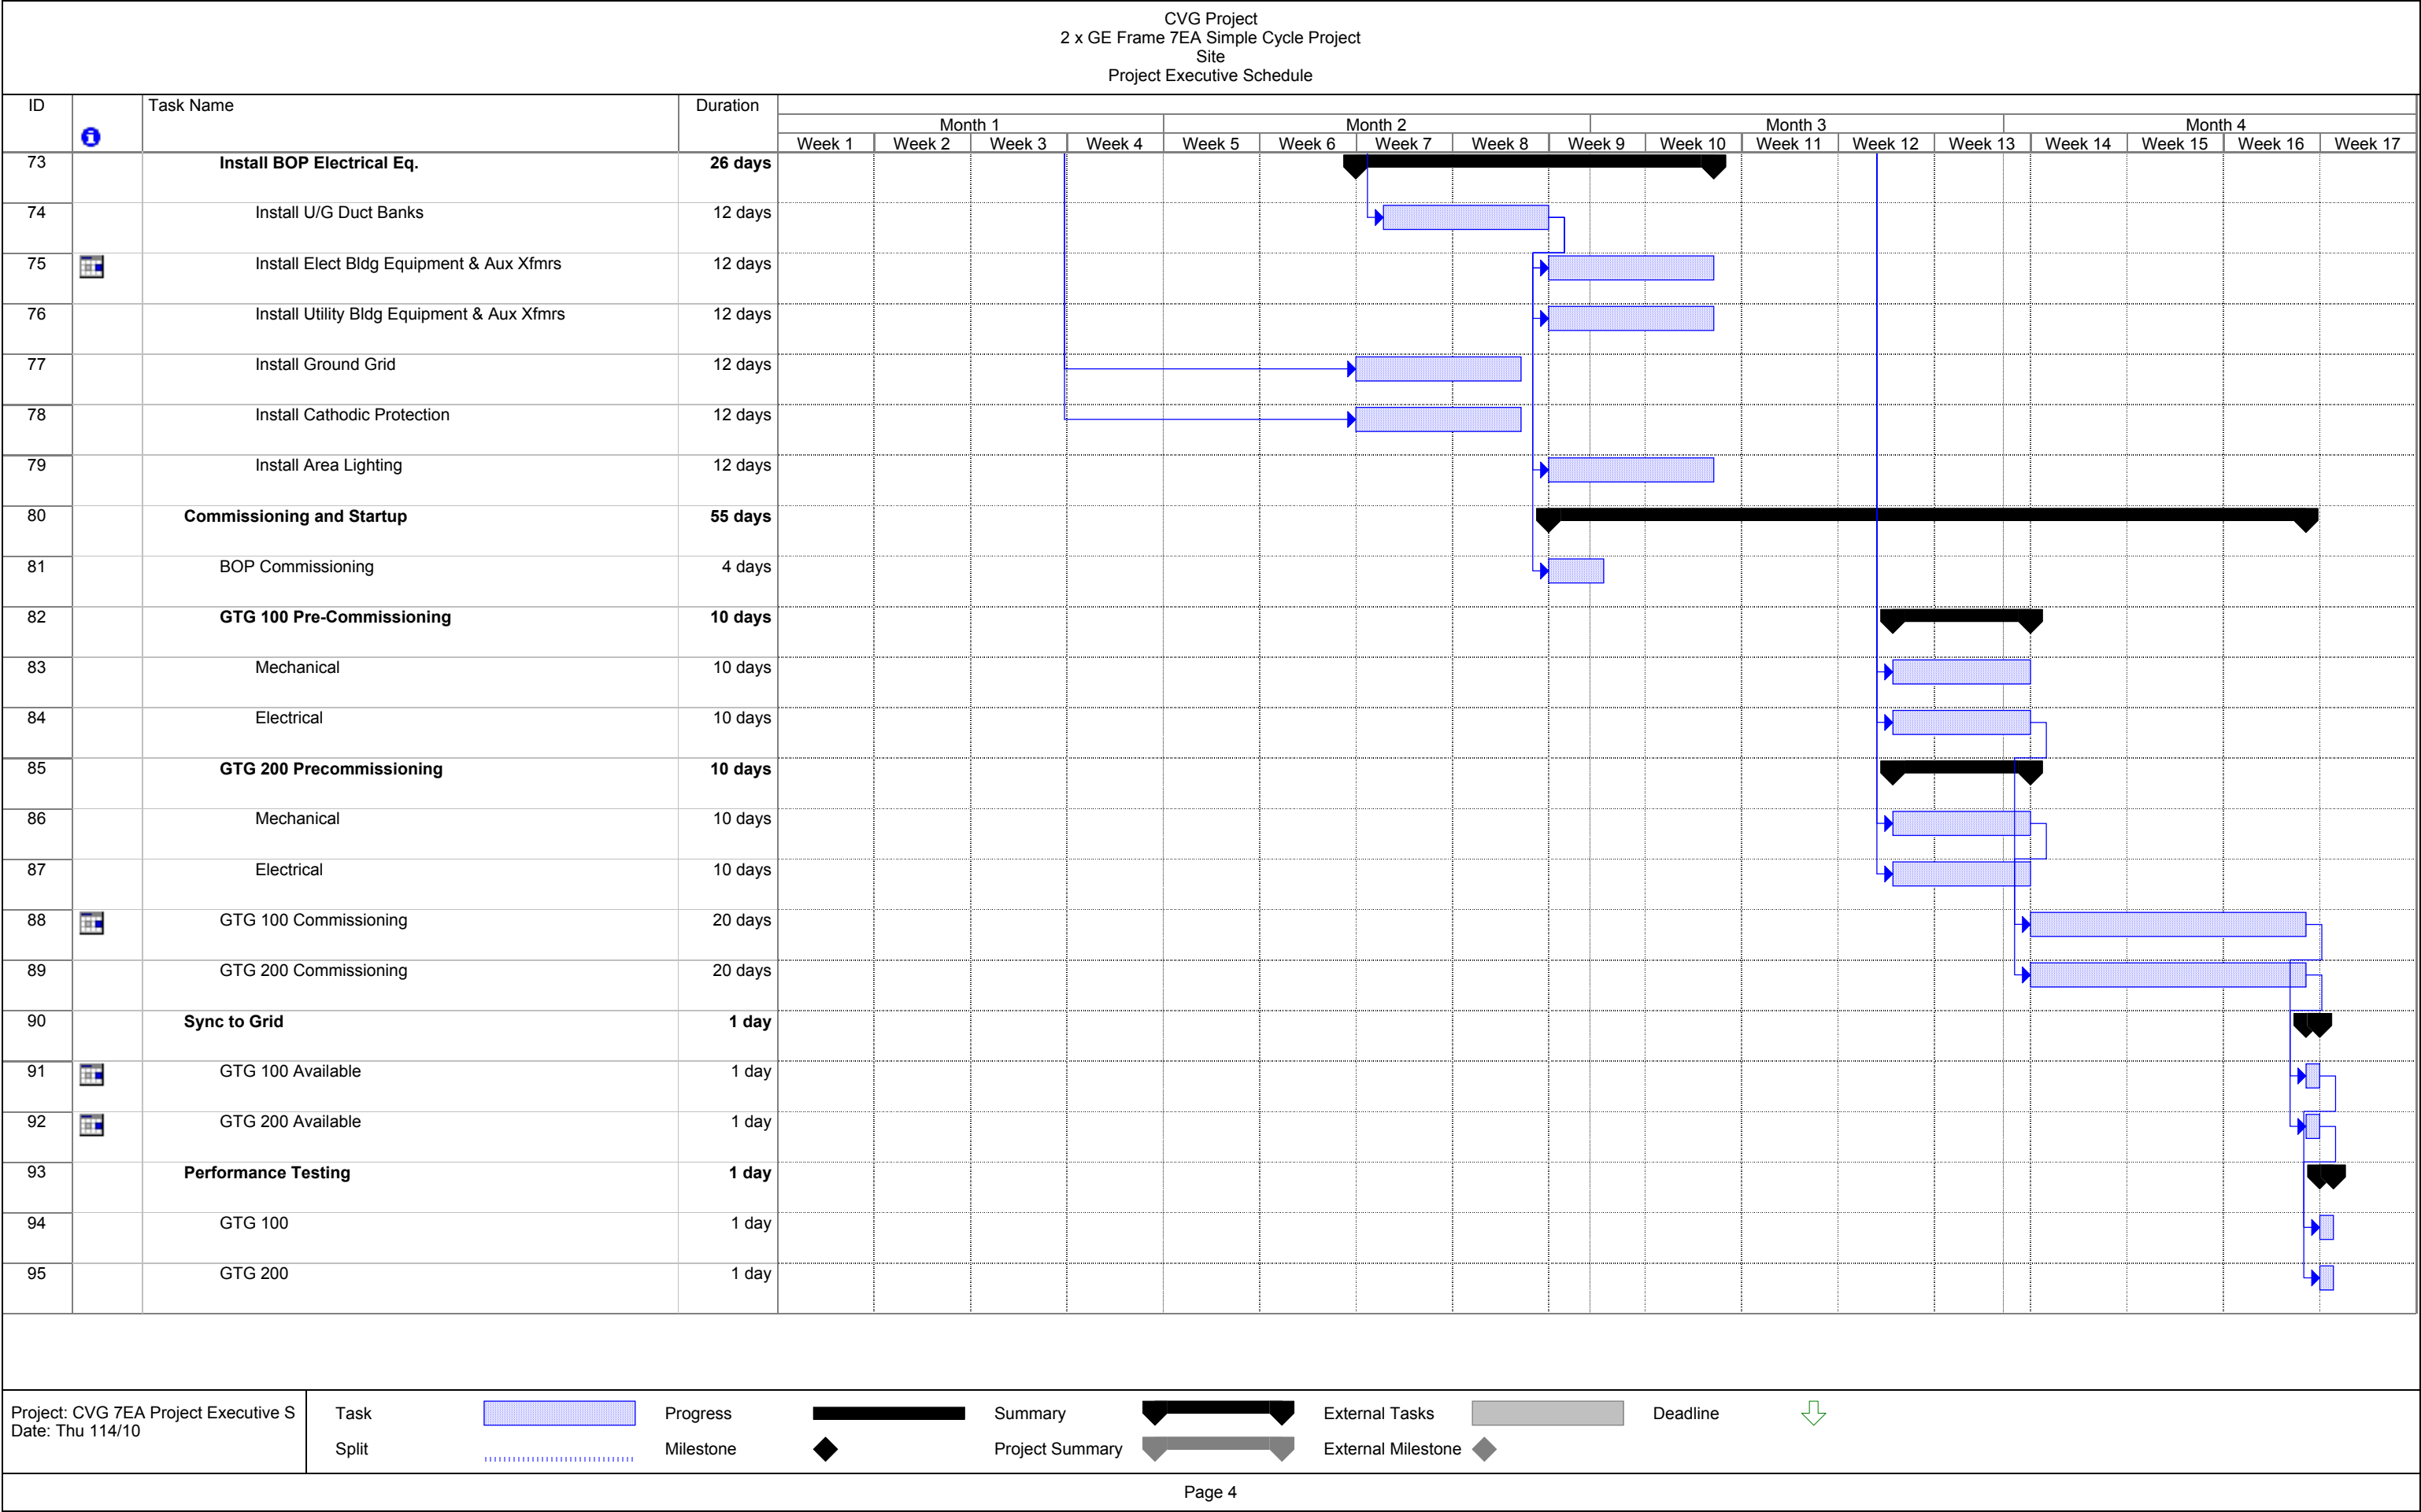 CVG Project
2 x GE Frame 7EA Simple Cycle Project
Site
Project Executive Schedule
ID Task Name Duration
Month 1 Month 2 Month 3 Month 4
Week 1 Week 2 Week 3 Week 4 Week 5 Week 6 Week 7 Week 8 Week 9 Week 10 Week 11 Week 12 Week 13 Week 14 Week 15 Week 16 Week 17
73 Install BOP Electrical Eq. 26 days
74 Install U/G Duct Banks 12 days
75 Install Elect Bldg Equipment & Aux Xfmrs 12 days
76 Install Utility Bldg Equipment & Aux Xfmrs 12 days
77 Install Ground Grid 12 days
78 Install Cathodic Protection 12 days
79 Install Area Lighting 12 days
80 Commissioning and Startup 55 days
81 BOP Commissioning 4 days
82 GTG 100 Pre-Commissioning 10 days
83 Mechanical 10 days
84 Electrical 10 days
85 GTG 200 Precommissioning 10 days
86 Mechanical 10 days
87 Electrical 10 days
88 GTG 100 Commissioning 20 days
89 GTG 200 Commissioning 20 days
90 Sync to Grid 1 day
91 GTG 100 Available 1 day
92 GTG 200 Available 1 day
93 Performance Testing 1 day
94 GTG 100 1 day
95 GTG 200 1 day
Project: CVG 7EA Project Executive S
Date: Thu 114/10
Task Progress Summary External Tasks Deadline
Split Milestone Project Summary External Milestone
Page 4